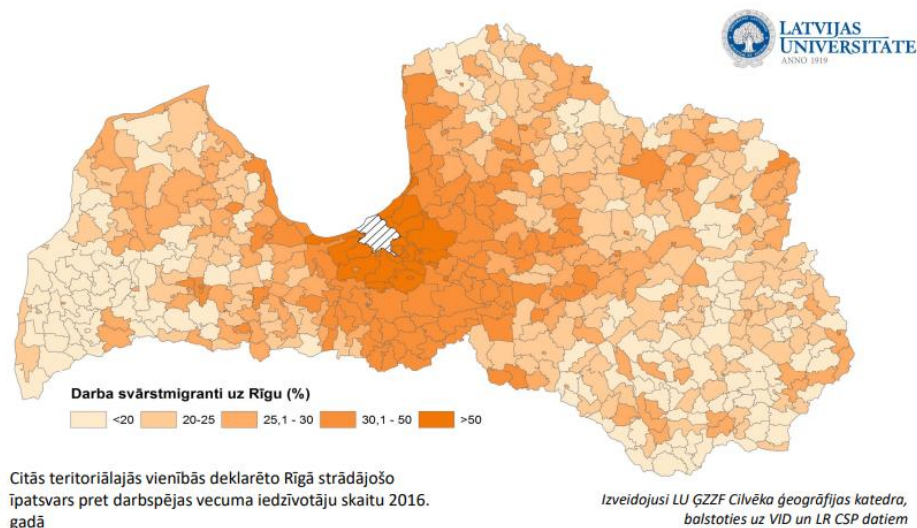 LATVIJAS
UNIVERSITĀTE
ANNO 1919
Darba svārstmigranti uz Rīgu (%)
<20 20-25 25,1 - 30 30,1 - 50 >50
Citās teritoriālajās vienībās deklarēto Rīgā strādājošo
īpatsvars pret darbspējas vecuma iedzīvotāju skaitu 2016.
gadā
Izveidojusi LU ĢZZF Cilvēka ģeogrāfijas katedra,
balstoties uz VID un LR CSP datiem